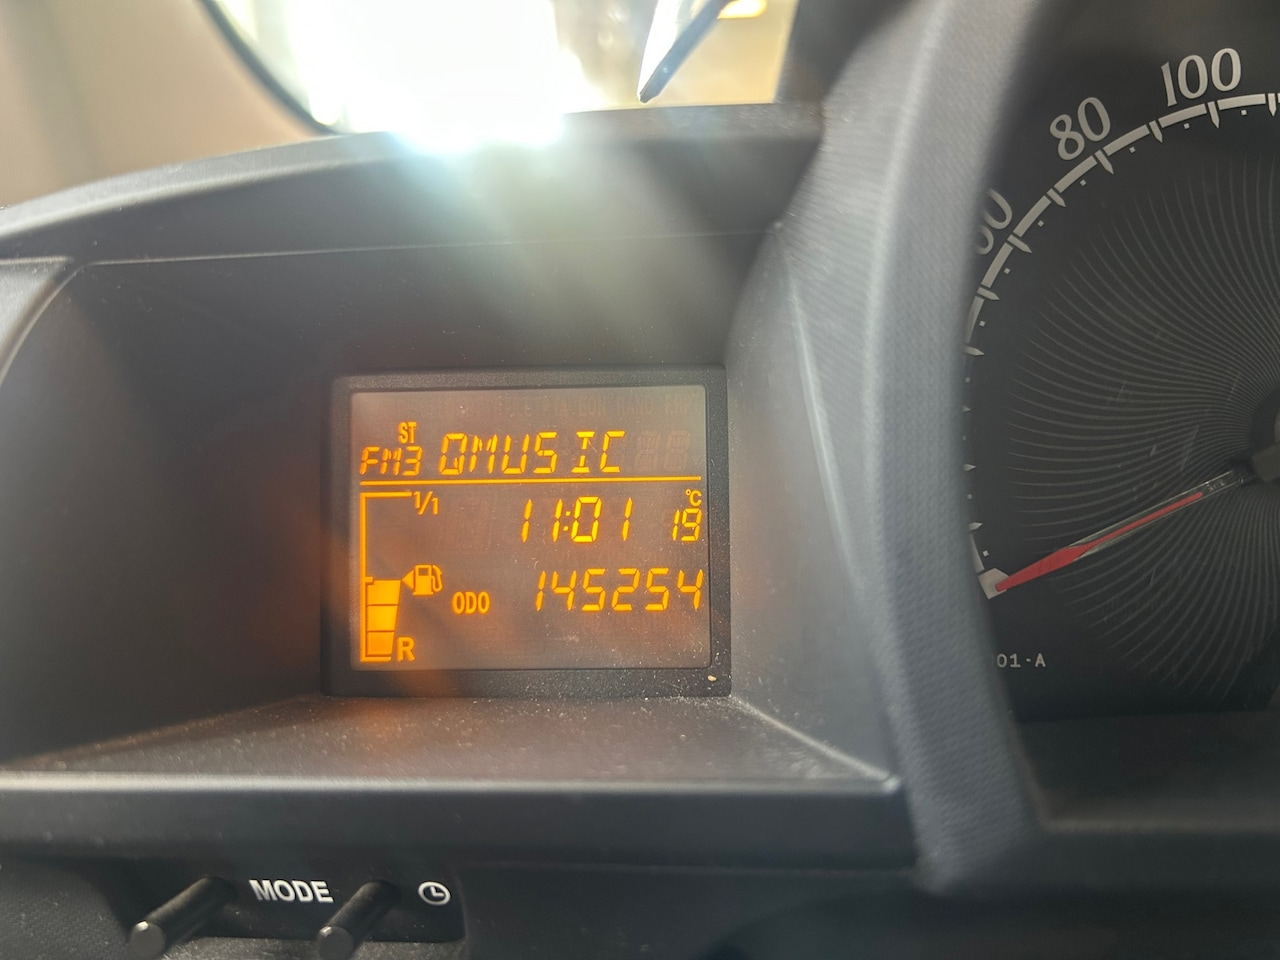 ST
FM3 QMUSIC
1/1
11:01 19 °C
ODO 145254
R
MODE
80
100
01-A